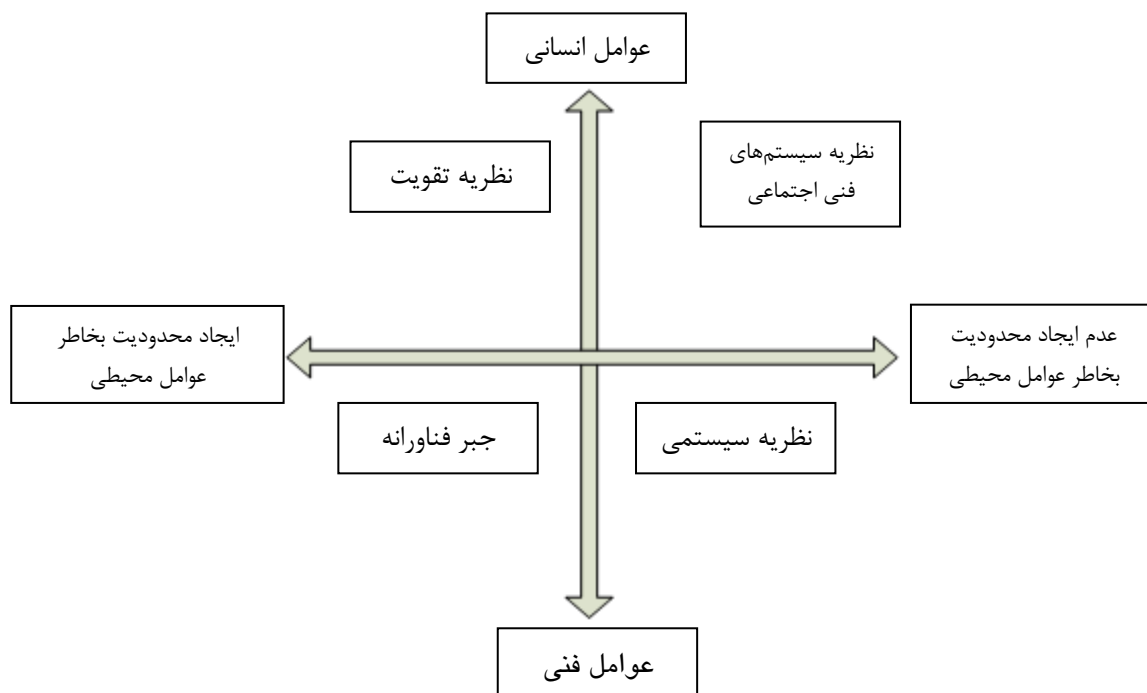 عوامل انسانی
نظریه سیستم‌های
فنی اجتماعی
نظریه تقویت
عدم ایجاد محدودیت
بخاطر عوامل محیطی
ایجاد محدودیت بخاطر
عوامل محیطی
نظریه سیستمی
جبر فناورانه
عوامل فنی